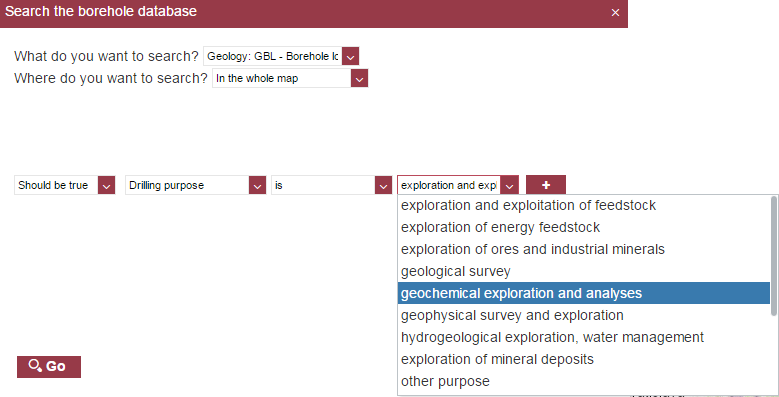 Search the borehole database ×
What do you want to search? Geology: GBL - Borehole
Where do you want to search? In the whole map
Should be true Drilling purpose is exploration and expl +
exploration and exploitation of feedstock
exploration of energy feedstock
exploration of ores and industrial minerals
geological survey
geochemical exploration and analyses
geophysical survey and exploration
hydrogeological exploration, water management
exploration of mineral deposits
other purpose
Go